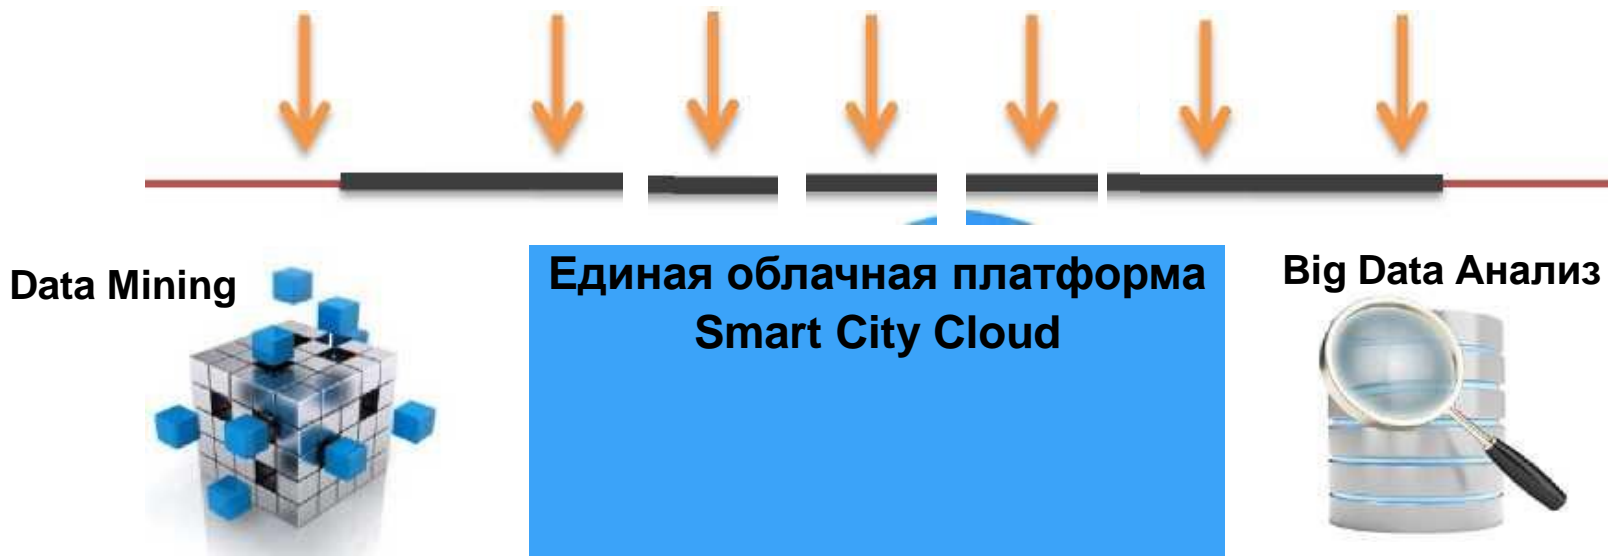 Data Mining
Единая облачная платформа
Smart City Cloud
Big Data Анализ